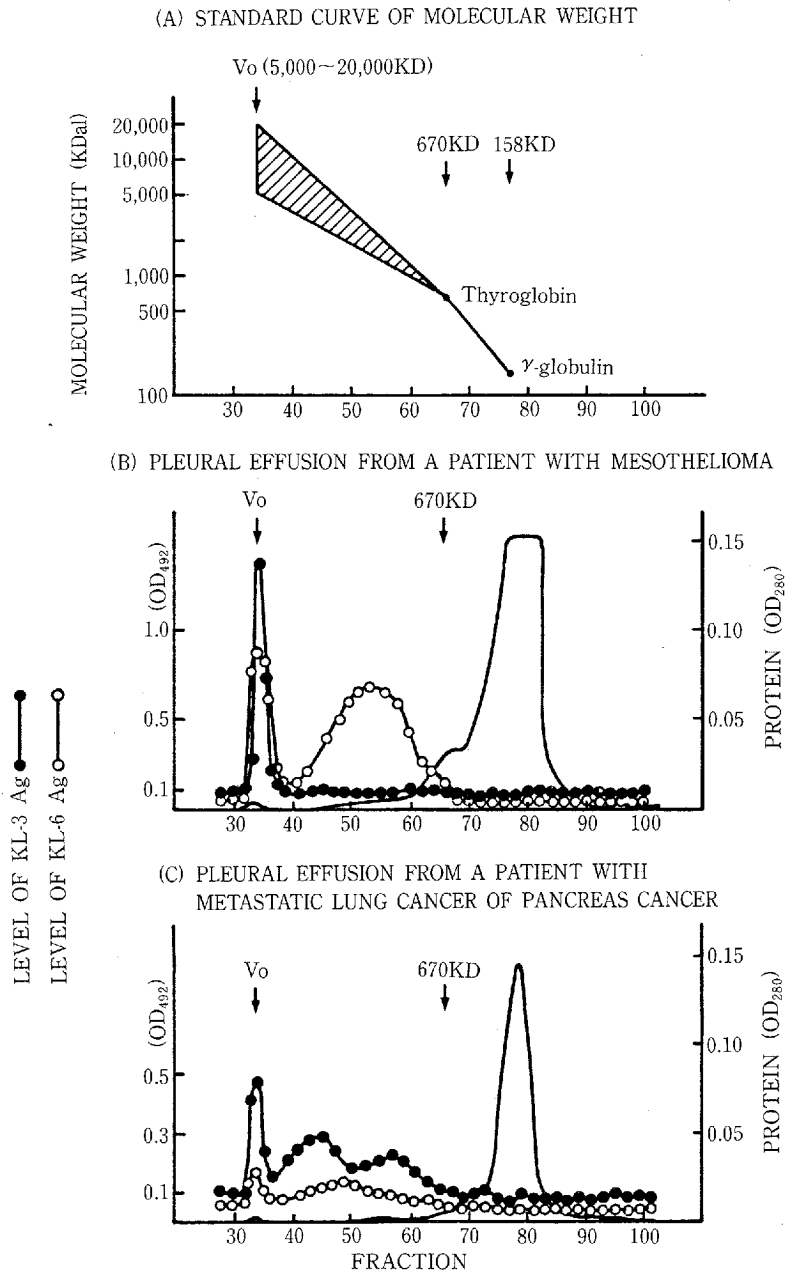 (A) STANDARD CURVE OF MOLECULAR WEIGHT
Vo (5,000~20,000KD)
670KD 158KD
MOLECULAR WEIGHT (KDal)
20,000
10,000
5,000
1,000
500
100
Thyroglobin
γ-globulin
30 40 50 60 70 80 90 100
(B) PLEURAL EFFUSION FROM A PATIENT WITH MESOTHELIOMA
Vo
670KD
(OD492)
1.0
0.5
0.1
0.15
0.10
0.05
PROTEIN (OD280)
30 40 50 60 70 80 90 100
LEVEL OF KL-3 Ag
LEVEL OF KL-6 Ag
(C) PLEURAL EFFUSION FROM A PATIENT WITH
METASTATIC LUNG CANCER OF PANCREAS CANCER
Vo
670KD
(OD492)
0.5
0.3
0.1
0.15
0.10
0.05
PROTEIN (OD280)
30 40 50 60 70 80 90 100
FRACTION